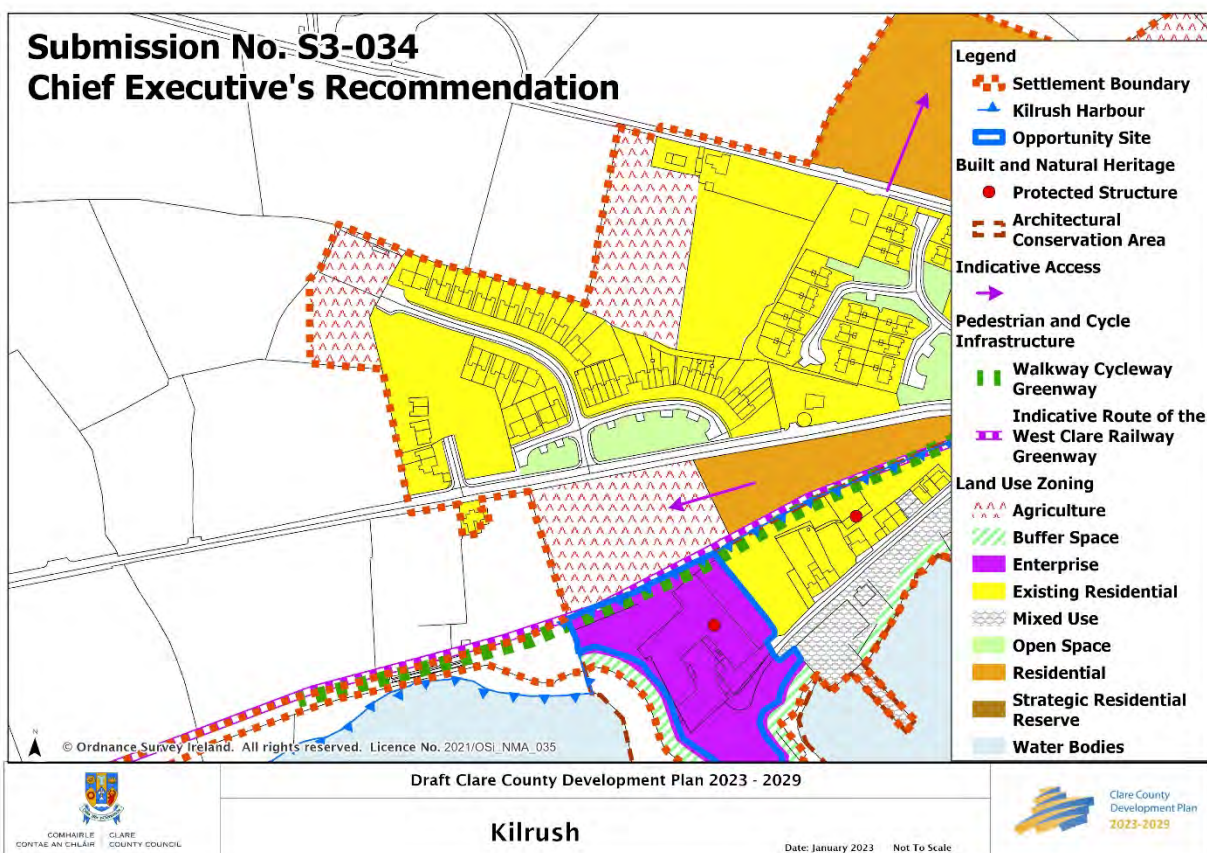 Submission No. S3-034
Chief Executive's Recommendation
Legend
Settlement Boundary
Kilrush Harbour
Opportunity Site
Built and Natural Heritage
Protected Structure
Architectural
Conservation Area
Indicative Access
Pedestrian and Cycle
Infrastructure
Walkway Cycleway
Greenway
Indicative Route of the
West Clare Railway
Greenway
Land Use Zoning
Agriculture
Buffer Space
Enterprise
Existing Residential
Mixed Use
Open Space
Residential
Strategic Residential
Reserve
Water Bodies
N
© Ordnance Survey Ireland. All rights reserved. Licence No. 2021/OSi_NMA_035
COMHAIRLE
CONTAE AN CHLÁIR
CLARE
COUNTY COUNCIL
Draft Clare County Development Plan 2023 - 2029
Kilrush
Date: January 2023 Not To Scale
Clare County
Development Plan
2023-2029